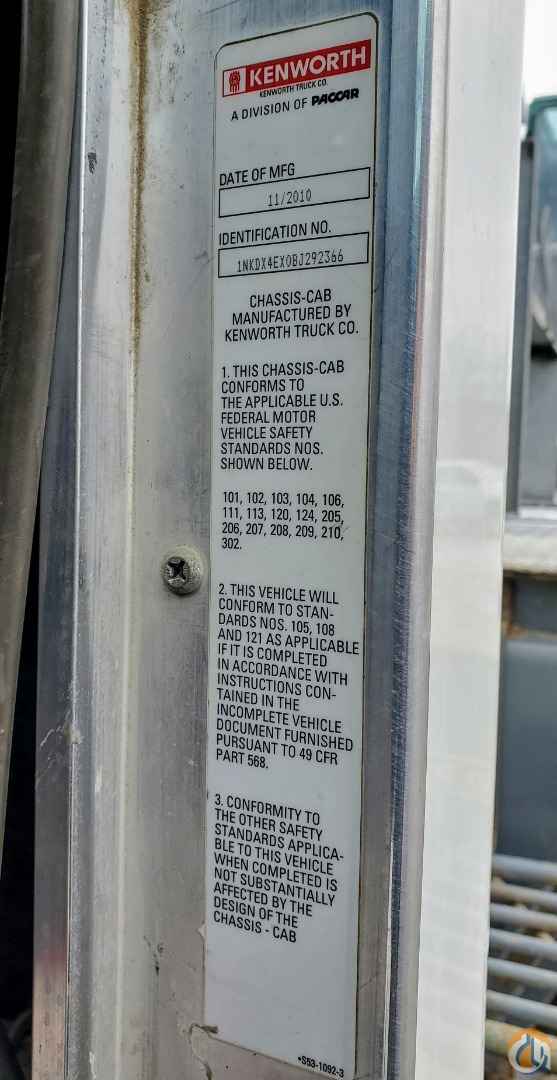 KENWORTH
KENWORTH TRUCK CO.
A DIVISION OF PACCAR
DATE OF MFG
11/2010
IDENTIFICATION NO.
1NKDX4EX0BJ292366
CHASSIS-CAB
MANUFACTURED BY
KENWORTH TRUCK CO.
1. THIS CHASSIS-CAB
CONFORMS TO
THE APPLICABLE U.S.
FEDERAL MOTOR
VEHICLE SAFETY
STANDARDS NOS.
SHOWN BELOW.
101, 102, 103, 104, 106,
111, 113, 120, 124, 205,
206, 207, 208, 209, 210,
302.
2. THIS VEHICLE WILL
CONFORM TO STAN-
DARDS NOS. 105, 108
AND 121 AS APPLICABLE
IF IT IS COMPLETED
IN ACCORDANCE WITH
INSTRUCTIONS CON-
TAINED IN THE
INCOMPLETE VEHICLE
DOCUMENT FURNISHED
PURSUANT TO 49 CFR
PART 568.
3. CONFORMITY TO
THE OTHER SAFETY
STANDARDS APPLICA-
BLE TO THIS VEHICLE
WHEN COMPLETED IS
NOT SUBSTANTIALLY
AFFECTED BY THE
DESIGN OF THE
CHASSIS - CAB
*S53-1092-3